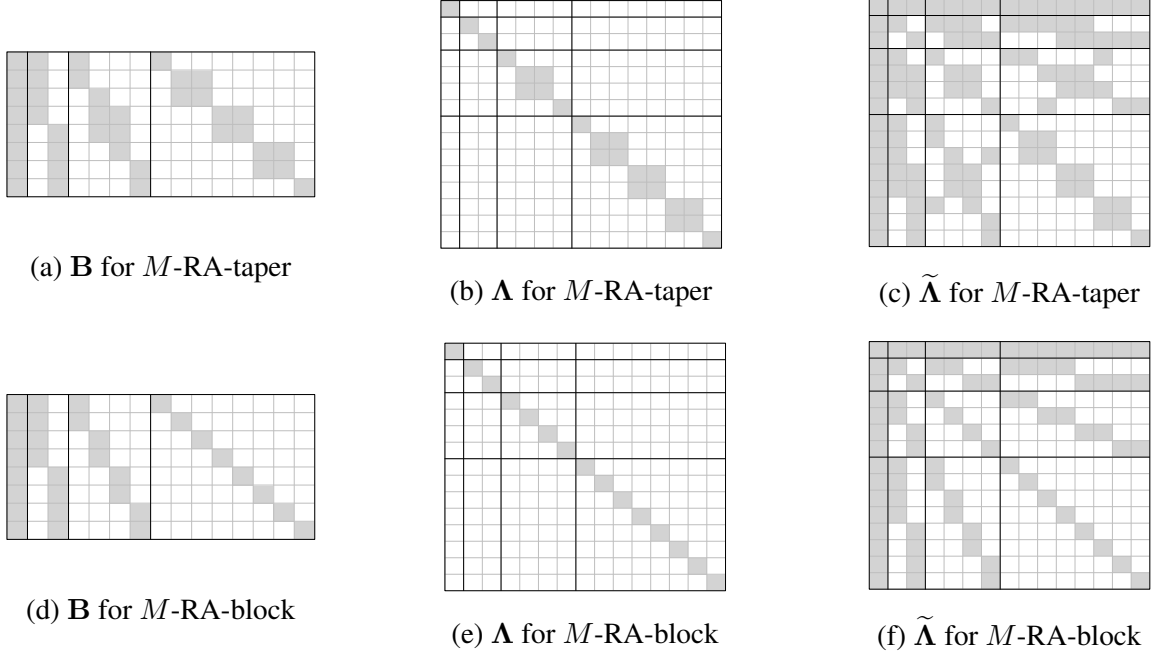 (a) B for M-RA-taper
(b) Λ for M-RA-taper
(c) Λ̃ for M-RA-taper
(d) B for M-RA-block
(e) Λ for M-RA-block
(f) Λ̃ for M-RA-block